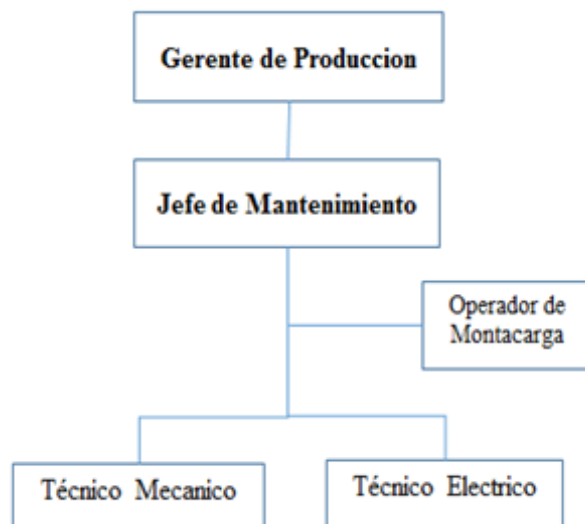 Gerente de Produccion
Jefe de Mantenimiento
Operador de
Montacarga
Técnico Mecanico
Técnico Electrico